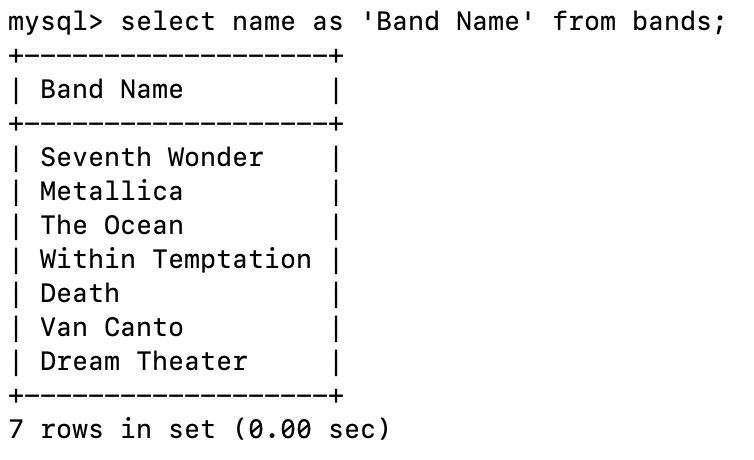 mysql> select name as 'Band Name' from bands;
+-------------------+
| Band Name         |
+-------------------+
| Seventh Wonder    |
| Metallica         |
| The Ocean         |
| Within Temptation |
| Death             |
| Van Canto         |
| Dream Theater     |
+-------------------+
7 rows in set (0.00 sec)